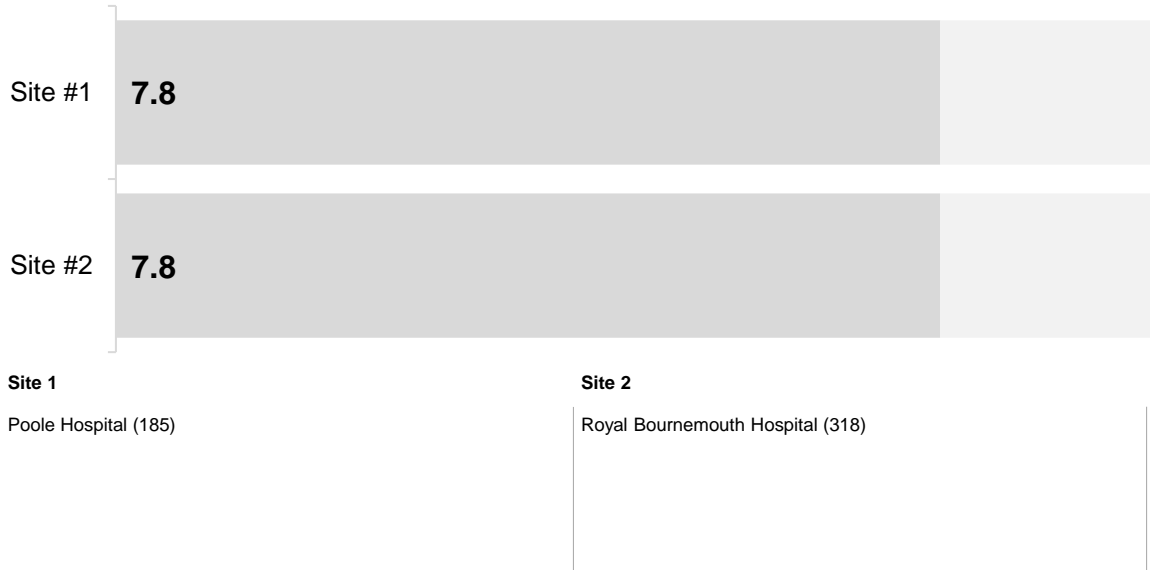 Site #1 7.8
Site #2 7.8
Site 1
Site 2
Poole Hospital (185)
Royal Bournemouth Hospital (318)